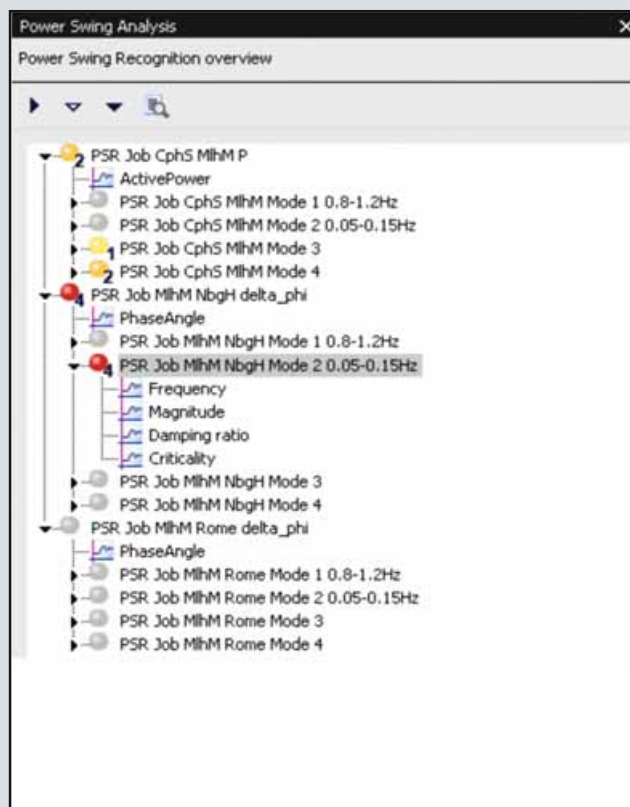 Power Swing Analysis
Power Swing Recognition overview
2 PSR Job CphS MlhM P
ActivePower
PSR Job CphS MlhM Mode 1 0.8-1.2Hz
PSR Job CphS MlhM Mode 2 0.05-0.15Hz
1 PSR Job CphS MlhM Mode 3
2 PSR Job CphS MlhM Mode 4
4 PSR Job MlhM NbgH delta_phi
PhaseAngle
PSR Job MlhM NbgH Mode 1 0.8-1.2Hz
4 PSR Job MlhM NbgH Mode 2 0.05-0.15Hz
Frequency
Magnitude
Damping ratio
Criticality
PSR Job MlhM NbgH Mode 3
PSR Job MlhM NbgH Mode 4
PSR Job MlhM Rome delta_phi
PhaseAngle
PSR Job MlhM Rome Mode 1 0.8-1.2Hz
PSR Job MlhM Rome Mode 2 0.05-0.15Hz
PSR Job MlhM Rome Mode 3
PSR Job MlhM Rome Mode 4